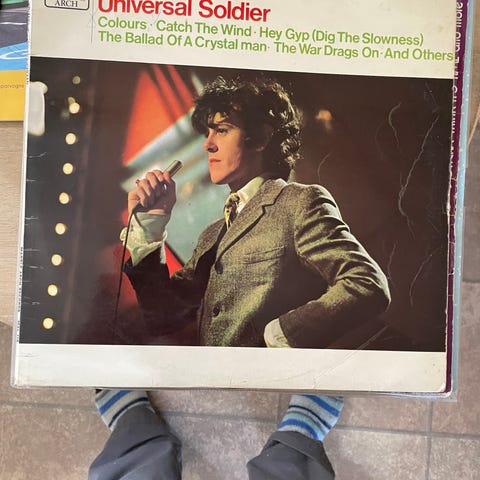 ARCH
Universal Soldier
Colours · Catch The Wind · Hey Gyp (Dig The Slowness)
The Ballad Of A Crystal man · The War Drags On · And Others